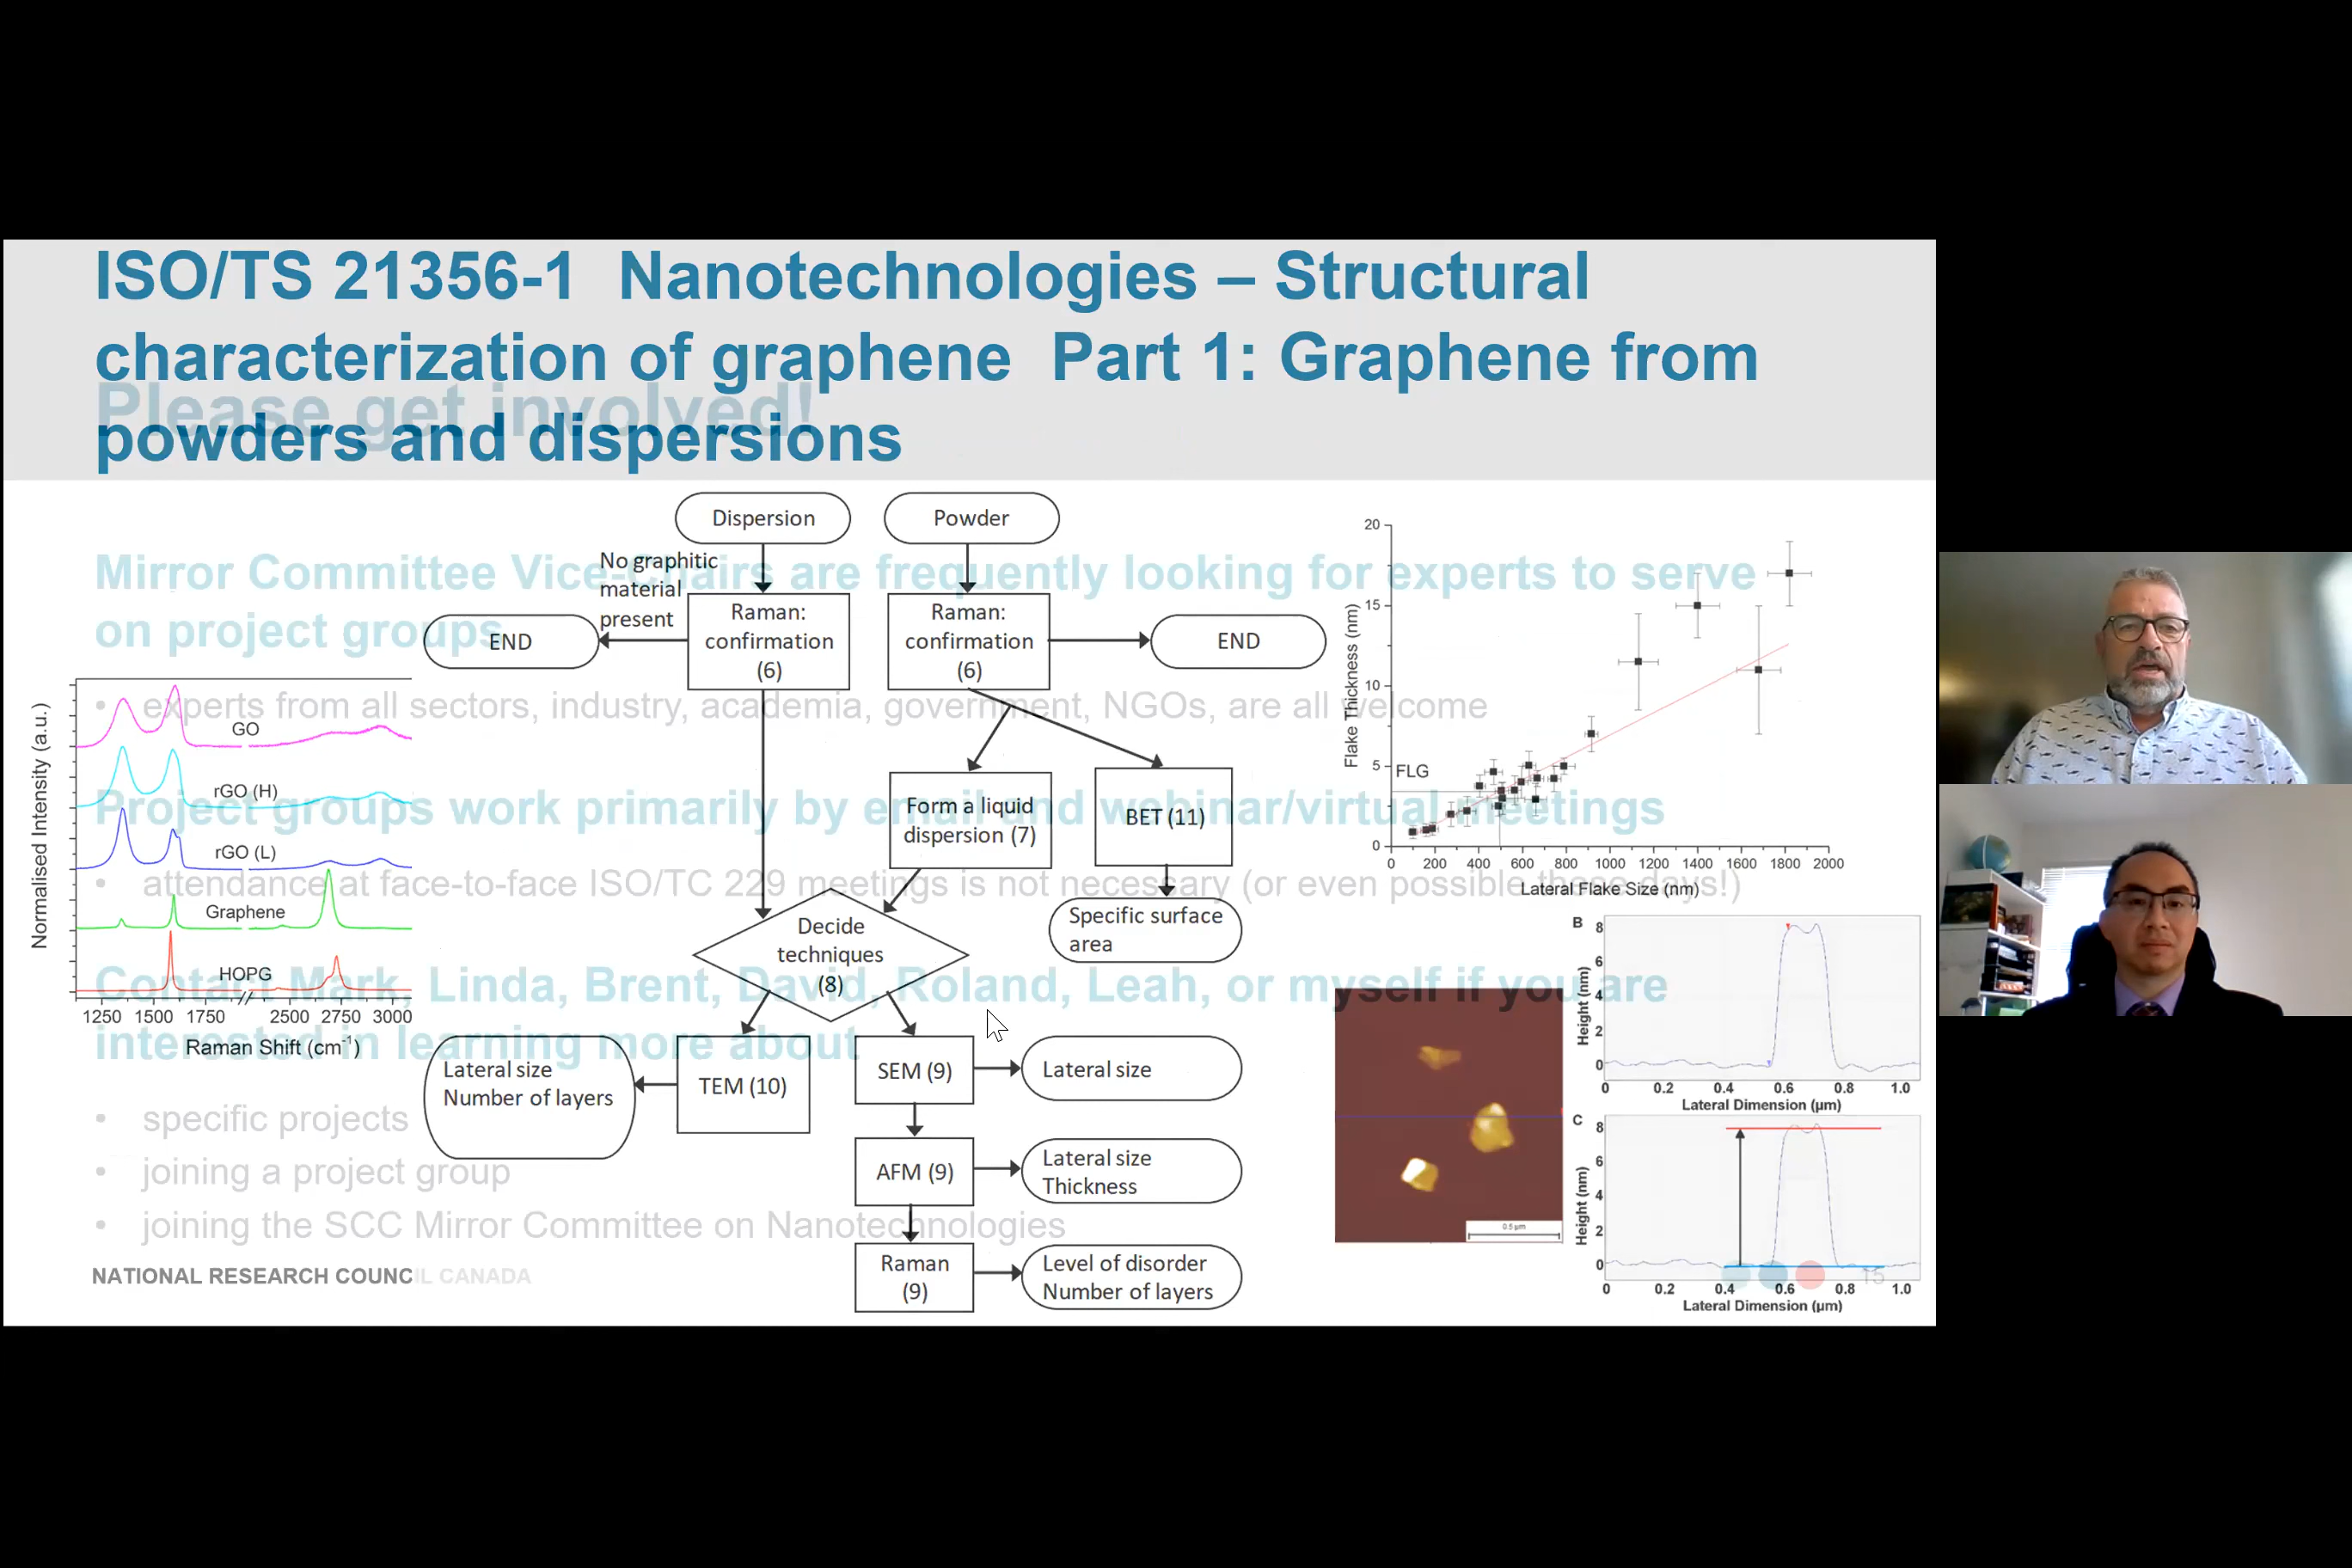 ISO/TS 21356-1 Nanotechnologies – Structural
characterization of graphene Part 1: Graphene from
powders and dispersions
Please get involved!
Mirror Committee Vice-Chairs are frequently looking for experts to serve
on project groups
• experts from all sectors, industry, academia, government, NGOs, are all welcome
Project groups work primarily by email and webinar/virtual meetings
• attendance at face-to-face ISO/TC 229 meetings is not necessary (or even possible these days!)
Contact Mark, Linda, Brent, David, Roland, Leah, or myself if you are
interested in learning more about
• specific projects
• joining a project group
• joining the SCC Mirror Committee on Nanotechnologies
NATIONAL RESEARCH COUNCIL CANADA
15
Dispersion
Powder
No graphitic
material
present
Raman:
confirmation
(6)
Raman:
confirmation
(6)
END
END
Form a liquid
dispersion (7)
BET (11)
Specific surface
area
Decide
techniques
(8)
TEM (10)
Lateral size
Number of layers
SEM (9)
Lateral size
AFM (9)
Lateral size
Thickness
Raman
(9)
Level of disorder
Number of layers
Normalised Intensity (a.u.)
GO
rGO (H)
rGO (L)
Graphene
HOPG
1250 1500 1750 2500 2750 3000
Raman Shift (cm-1)
Flake Thickness (nm)
20
15
10
5
0
FLG
0 200 400 600 800 1000 1200 1400 1600 1800 2000
Lateral Flake Size (nm)
0.5 µm
B
Height (nm)
8
6
4
2
0
0 0.2 0.4 0.6 0.8 1.0
Lateral Dimension (µm)
C
Height (nm)
8
6
4
2
0
0 0.2 0.4 0.6 0.8 1.0
Lateral Dimension (µm)